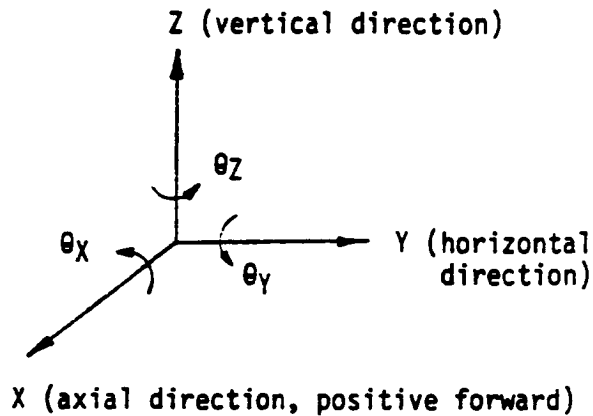 Z (vertical direction)
θZ
θX
Y (horizontal
direction)
θY
X (axial direction, positive forward)